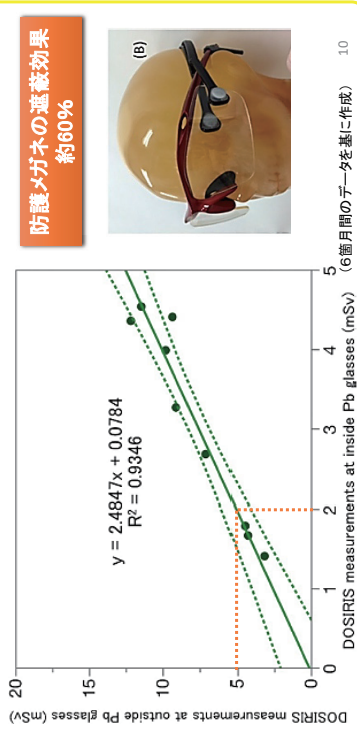 防護メガネの遮蔽効果
約60%
(B)
y = 2.4847x + 0.0784
R² = 0.9346
DOSIRIS measurements at outside Pb glasses (mSv)
20
15
10
5
0
0 1 2 3 4 5
DOSIRIS measurements at inside Pb glasses (mSv)
(6箇月間のデータを基に作成)
10